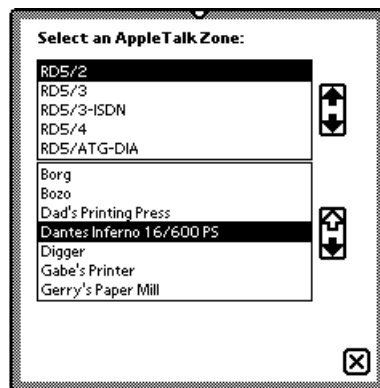 Select an AppleTalk Zone:
RD5/2
RD5/3
RD5/3-ISDN
RD5/4
RD5/ATG-DIA
Borg
Bozo
Dad's Printing Press
Dantes Inferno 16/600 PS
Digger
Gabe's Printer
Gerry's Paper Mill